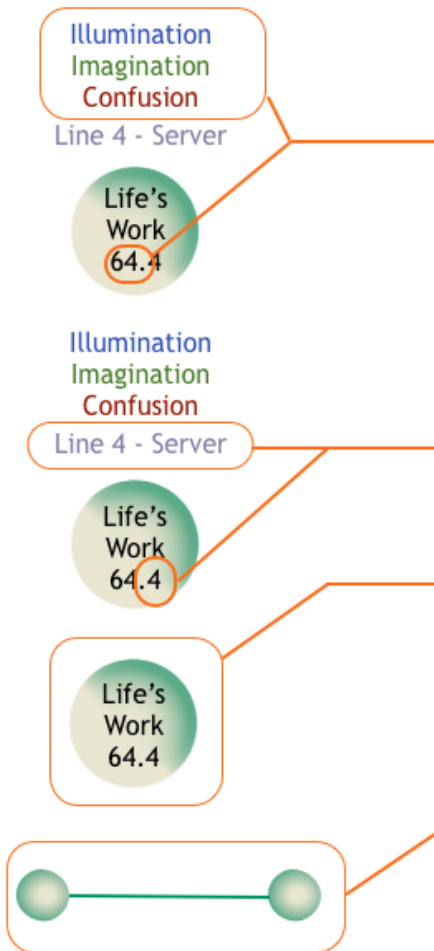 Illumination
Imagination
Confusion
Line 4 - Server
Life's
Work
64.4
Illumination
Imagination
Confusion
Line 4 - Server
Life's
Work
64.4
Life's
Work
64.4